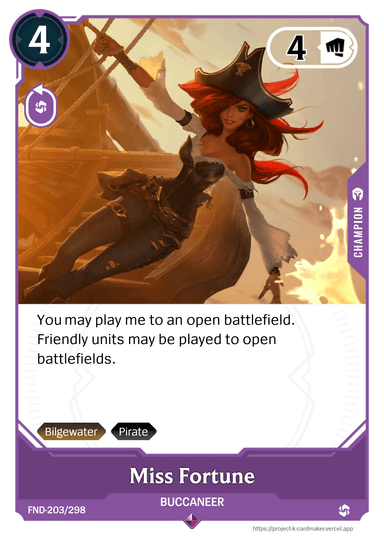 4
4
CHAMPION
You may play me to an open battlefield.
Friendly units may be played to open
battlefields.
Bilgewater Pirate
Miss Fortune
BUCCANEER
FND-203/298
https://project-k-cardmaker.vercel.app